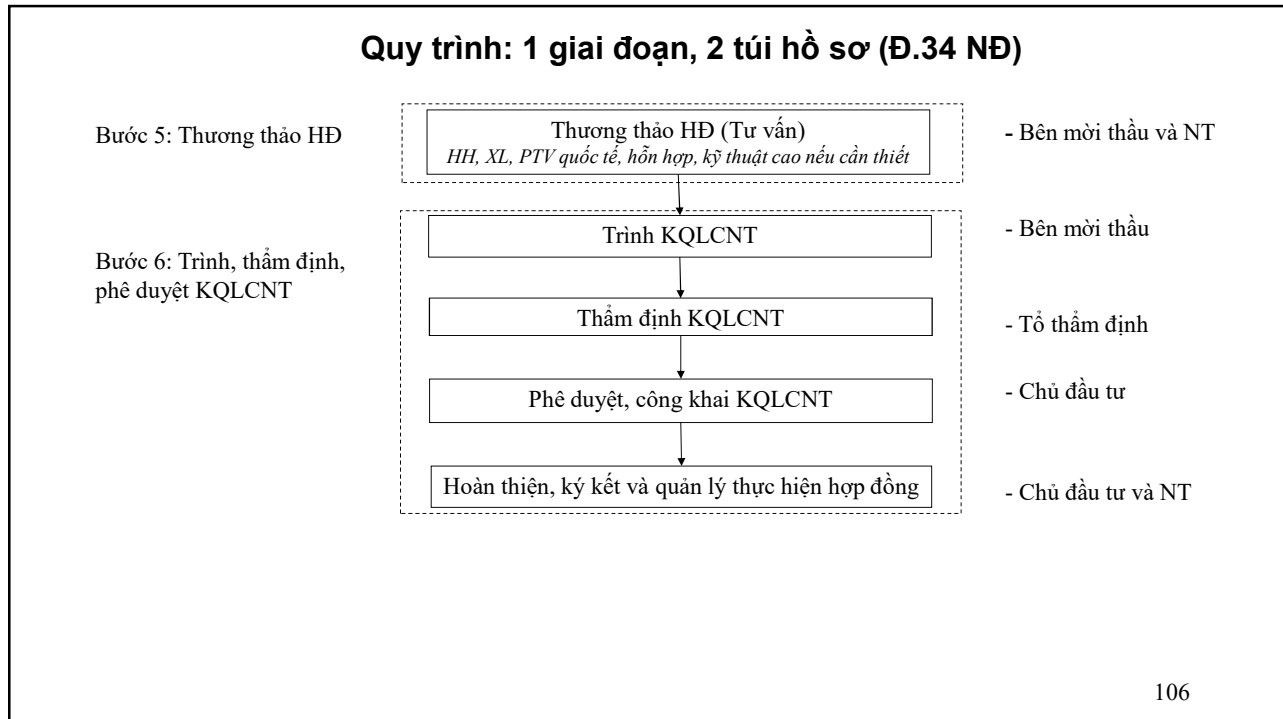 Quy trình: 1 giai đoạn, 2 túi hồ sơ (Đ.34 NĐ)
Bước 5: Thương thảo HĐ
Thương thảo HĐ (Tư vấn)
HH, XL, PTV quốc tế, hỗn hợp, kỹ thuật cao nếu cần thiết
- Bên mời thầu và NT
Bước 6: Trình, thẩm định,
phê duyệt KQLCNT
Trình KQLCNT
- Bên mời thầu
Thẩm định KQLCNT
- Tổ thẩm định
Phê duyệt, công khai KQLCNT
- Chủ đầu tư
Hoàn thiện, ký kết và quản lý thực hiện hợp đồng
- Chủ đầu tư và NT
106